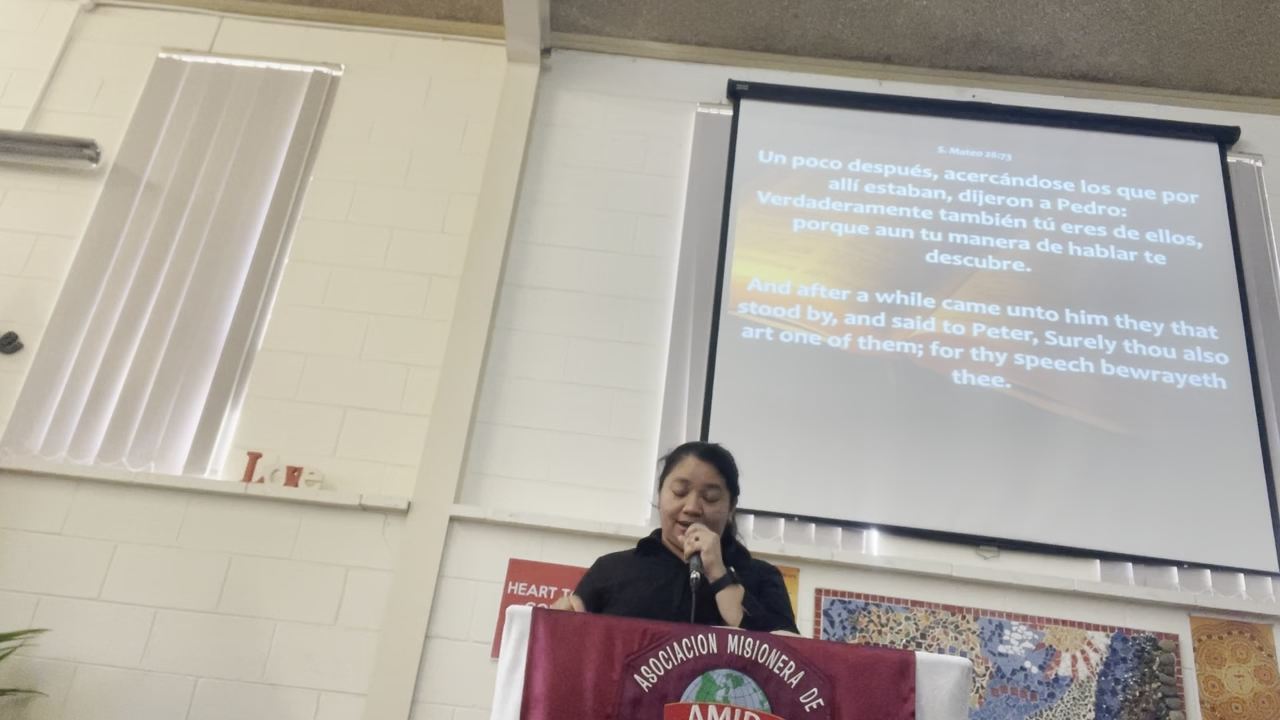 S. Mateo 26:73
Un poco después, acercándose los que por
allí estaban, dijeron a Pedro:
Verdaderamente también tú eres de ellos,
porque aun tu manera de hablar te
descubre.
And after a while came unto him they that
stood by, and said to Peter, Surely thou also
art one of them; for thy speech bewrayeth
thee.
Love
HEART
ASOCIACION MISIONERA DE